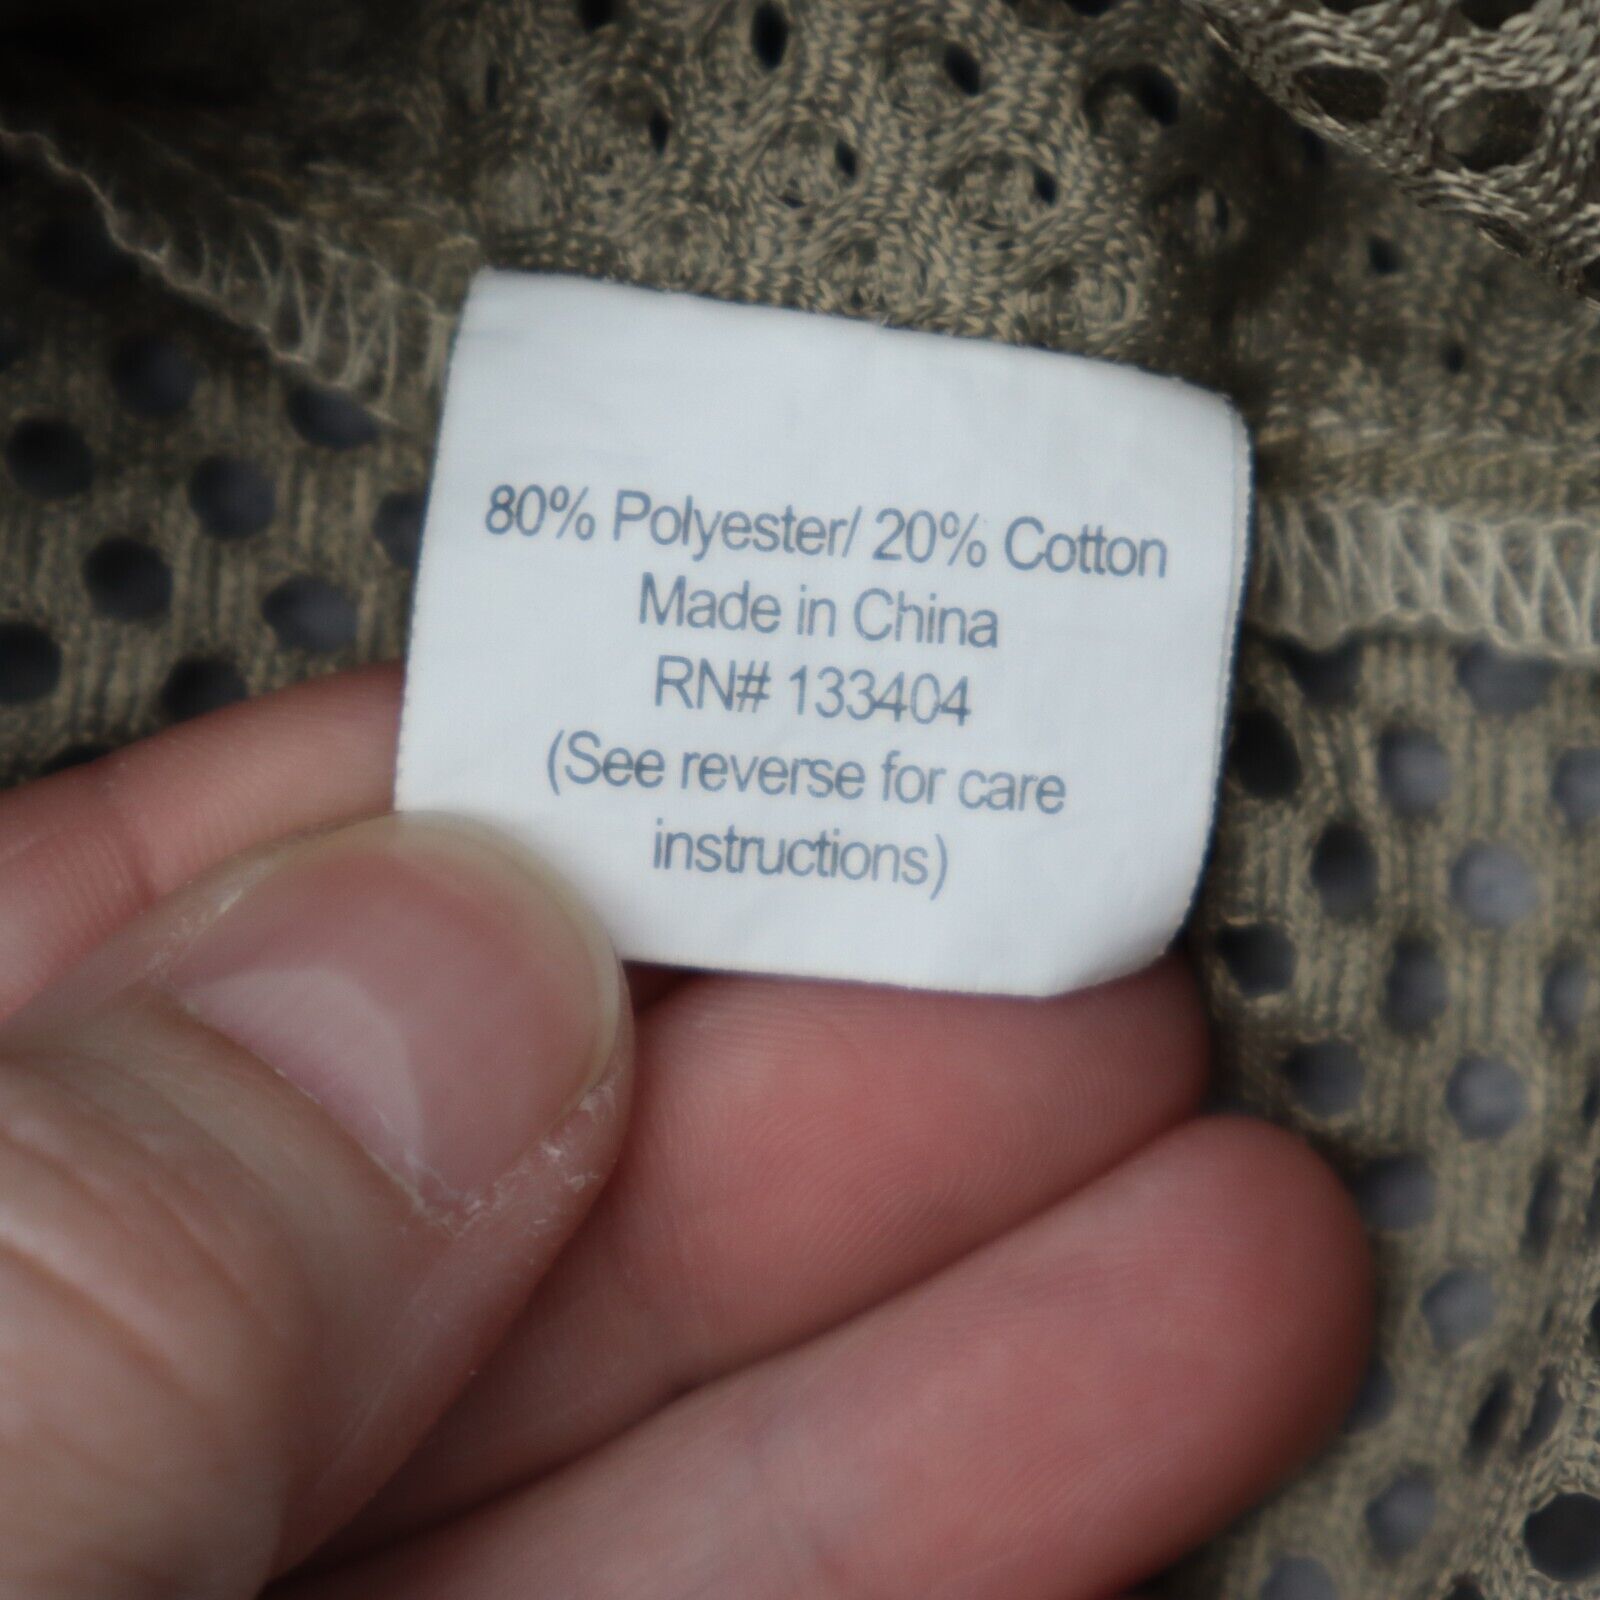 80% Polyester/ 20% Cotton
Made in China
RN# 133404
(See reverse for care
instructions)